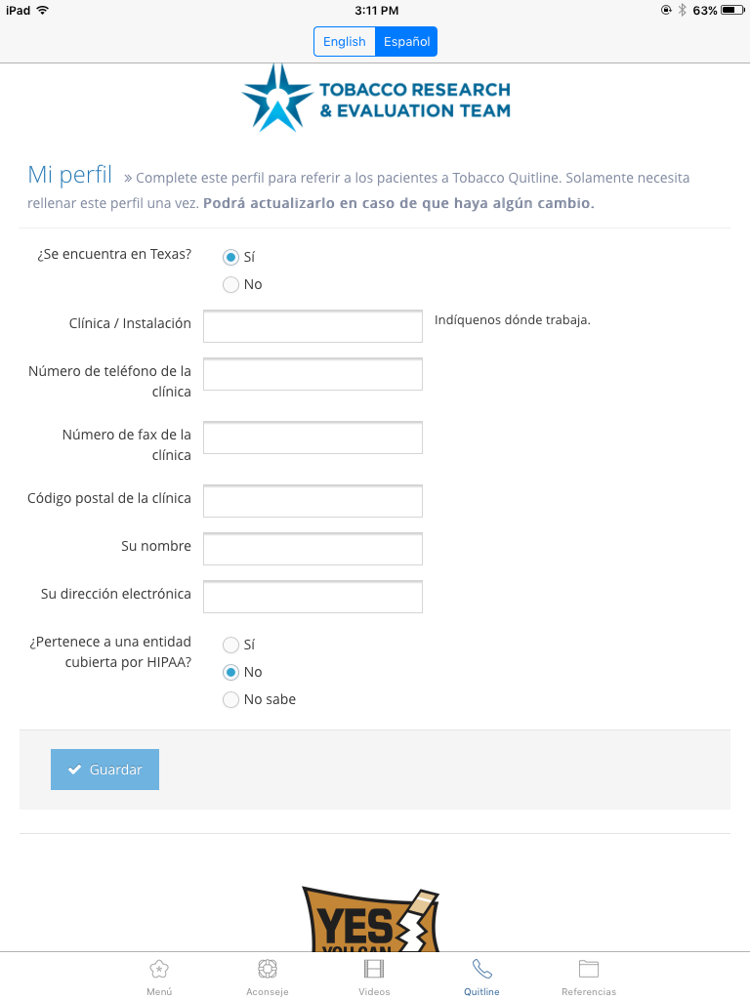 iPad 3:11 PM 63%
English Español
TOBACCO RESEARCH
& EVALUATION TEAM
Mi perfil » Complete este perfil para referir a los pacientes a Tobacco Quitline. Solamente necesita
rellenar este perfil una vez. Podrá actualizarlo en caso de que haya algún cambio.
¿Se encuentra en Texas? Sí
No
Clínica / Instalación Indíquenos dónde trabaja.
Número de teléfono de la
clínica
Número de fax de la
clínica
Código postal de la clínica
Su nombre
Su dirección electrónica
¿Pertenece a una entidad Sí
cubierta por HIPAA? No
No sabe
Guardar
YES
YOU CAN
Menú Aconseje Videos Quitline Referencias